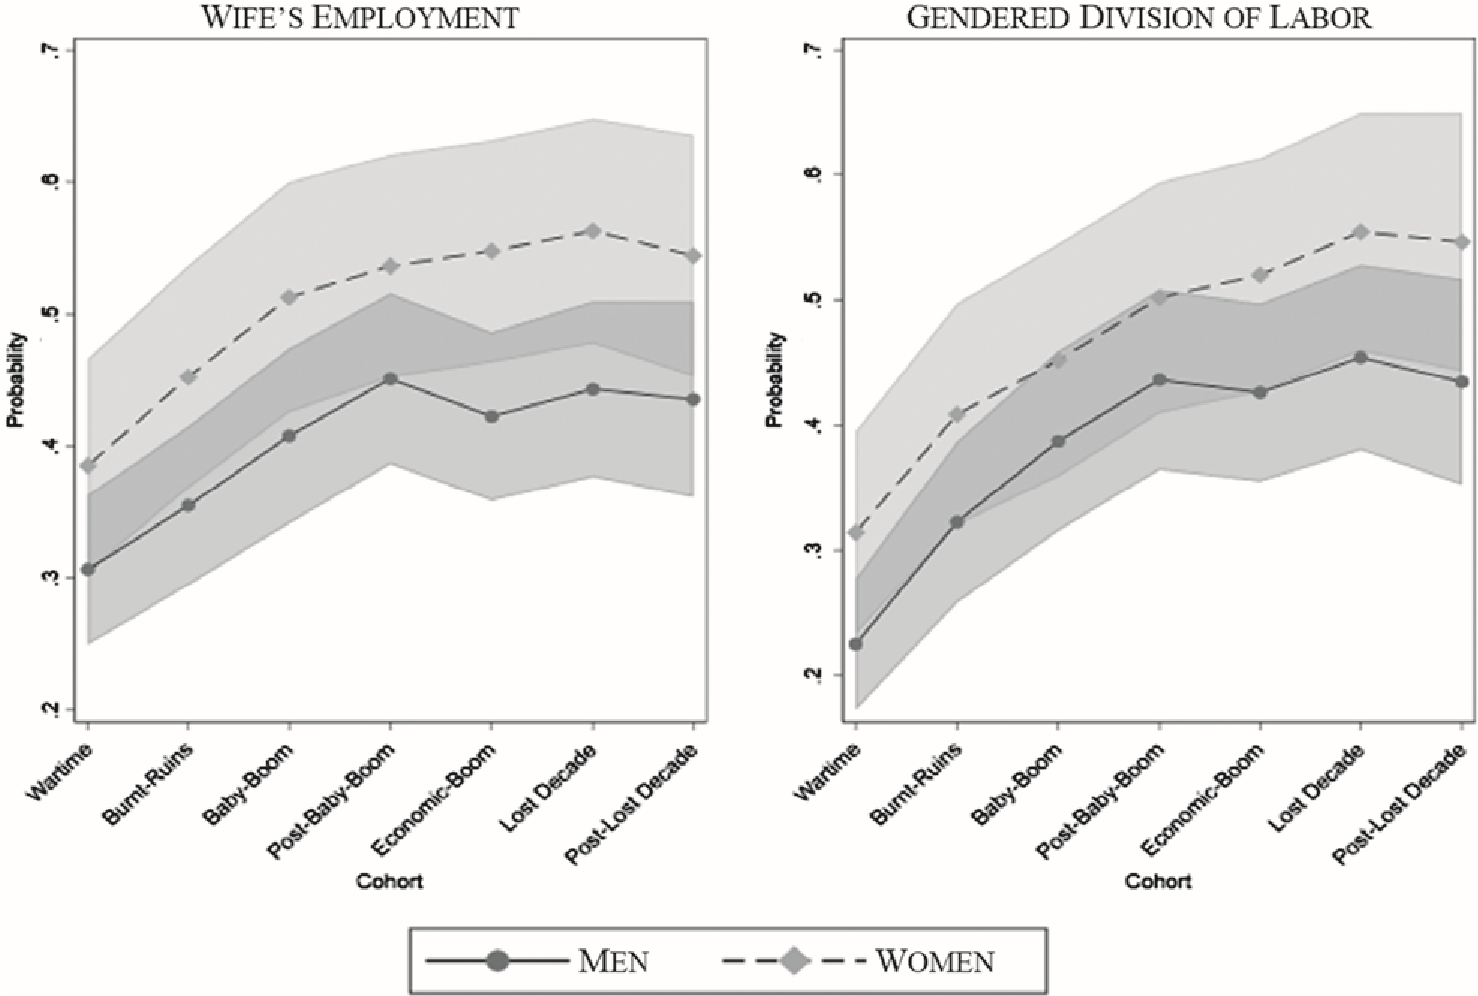 WIFE'S EMPLOYMENT
.7
.6
.5
.4
.3
.2
Probability
Wartime
Burnt-Ruins
Baby-Boom
Post-Baby-Boom
Economic-Boom
Lost Decade
Post-Lost Decade
Cohort
GENDERED DIVISION OF LABOR
.7
.6
.5
.4
.3
.2
Probability
Wartime
Burnt-Ruins
Baby-Boom
Post-Baby-Boom
Economic-Boom
Lost Decade
Post-Lost Decade
Cohort
MEN
WOMEN